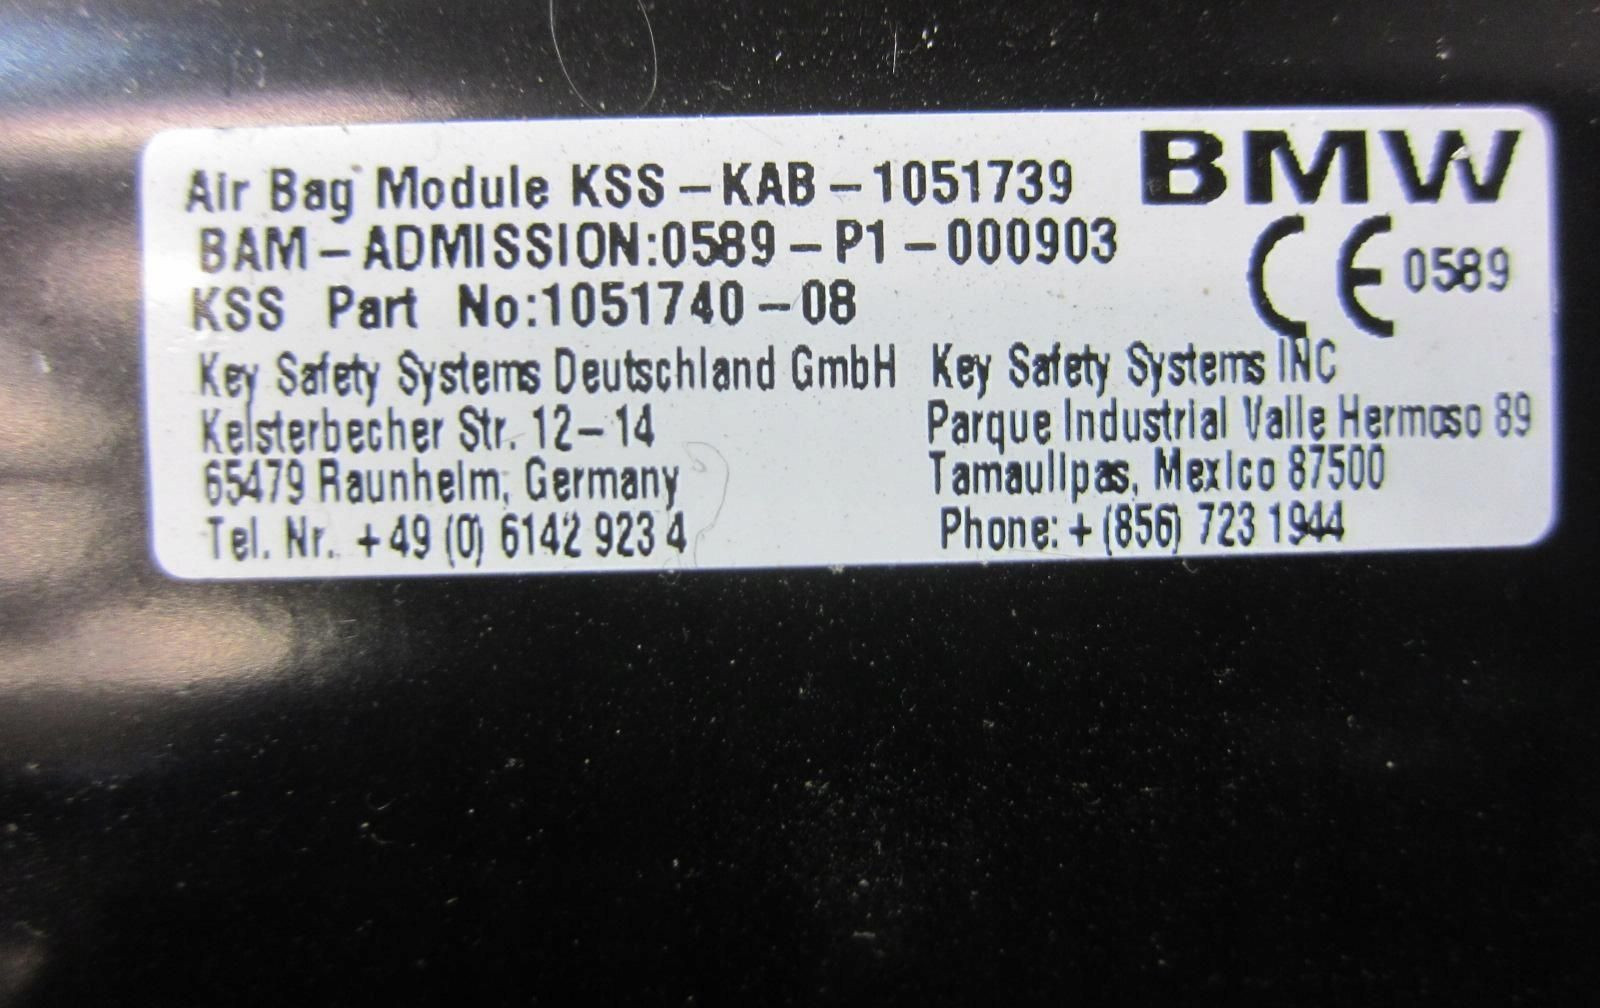 BMW
Air Bag Module KSS-KAB-1051739
BAM-ADMISSION:0589-P1-000903
CE 0589
KSS Part No:1051740-08
Key Safety Systems Deutschland GmbH
Kelsterbecher Str. 12-14
65479 Raunheim, Germany
Tel. Nr. +49 (0) 6142 923 4
Key Safety Systems INC
Parque Industrial Valle Hermoso 89
Tamaulipas, Mexico 87500
Phone: + (856) 723 1944